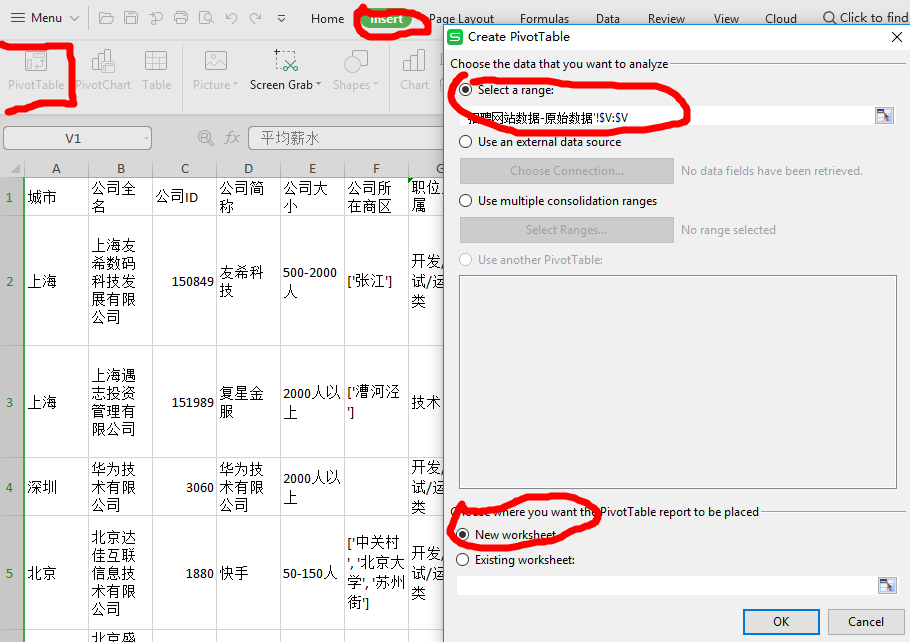 Menu
Home
Insert
Page Layout
Formulas
Data
Review
View
Cloud
Click to find
PivotTable
PivotChart
Table
Picture
Screen Grab
Shapes
Chart
V1
fx
平均薪水
Create PivotTable
Choose the data that you want to analyze
Select a range:
招聘网站数据-原始数据'!$V:$V
Use an external data source
Choose Connection...
No data fields have been retrieved.
Use multiple consolidation ranges
Select Ranges...
No range selected
Use another PivotTable:
Choose where you want the PivotTable report to be placed
New worksheet
Existing worksheet:
OK
Cancel
A B C D E F G
1
城市
公司全
名
公司ID
公司简
称
公司大
小
公司所
在商区
职位
属
2
上海
上海友
希数码
科技发
展有限
公司
150849
友希科
技
500-2000
人
['张江']
开发/
试/运
类
3
上海
上海遇
志投资
管理有
限公司
151989
复星金
服
2000人以
上
['漕河泾
']
技术
4
深圳
华为技
术有限
公司
3060
华为技
术有限
公司
2000人以
上
开发/
试/运
类
5
北京
北京达
佳互联
信息技
术有限
公司
1880
快手
50-150人
['中关村
', '北京大
学', '苏州
街']
开发/
试/运
类
北京盛